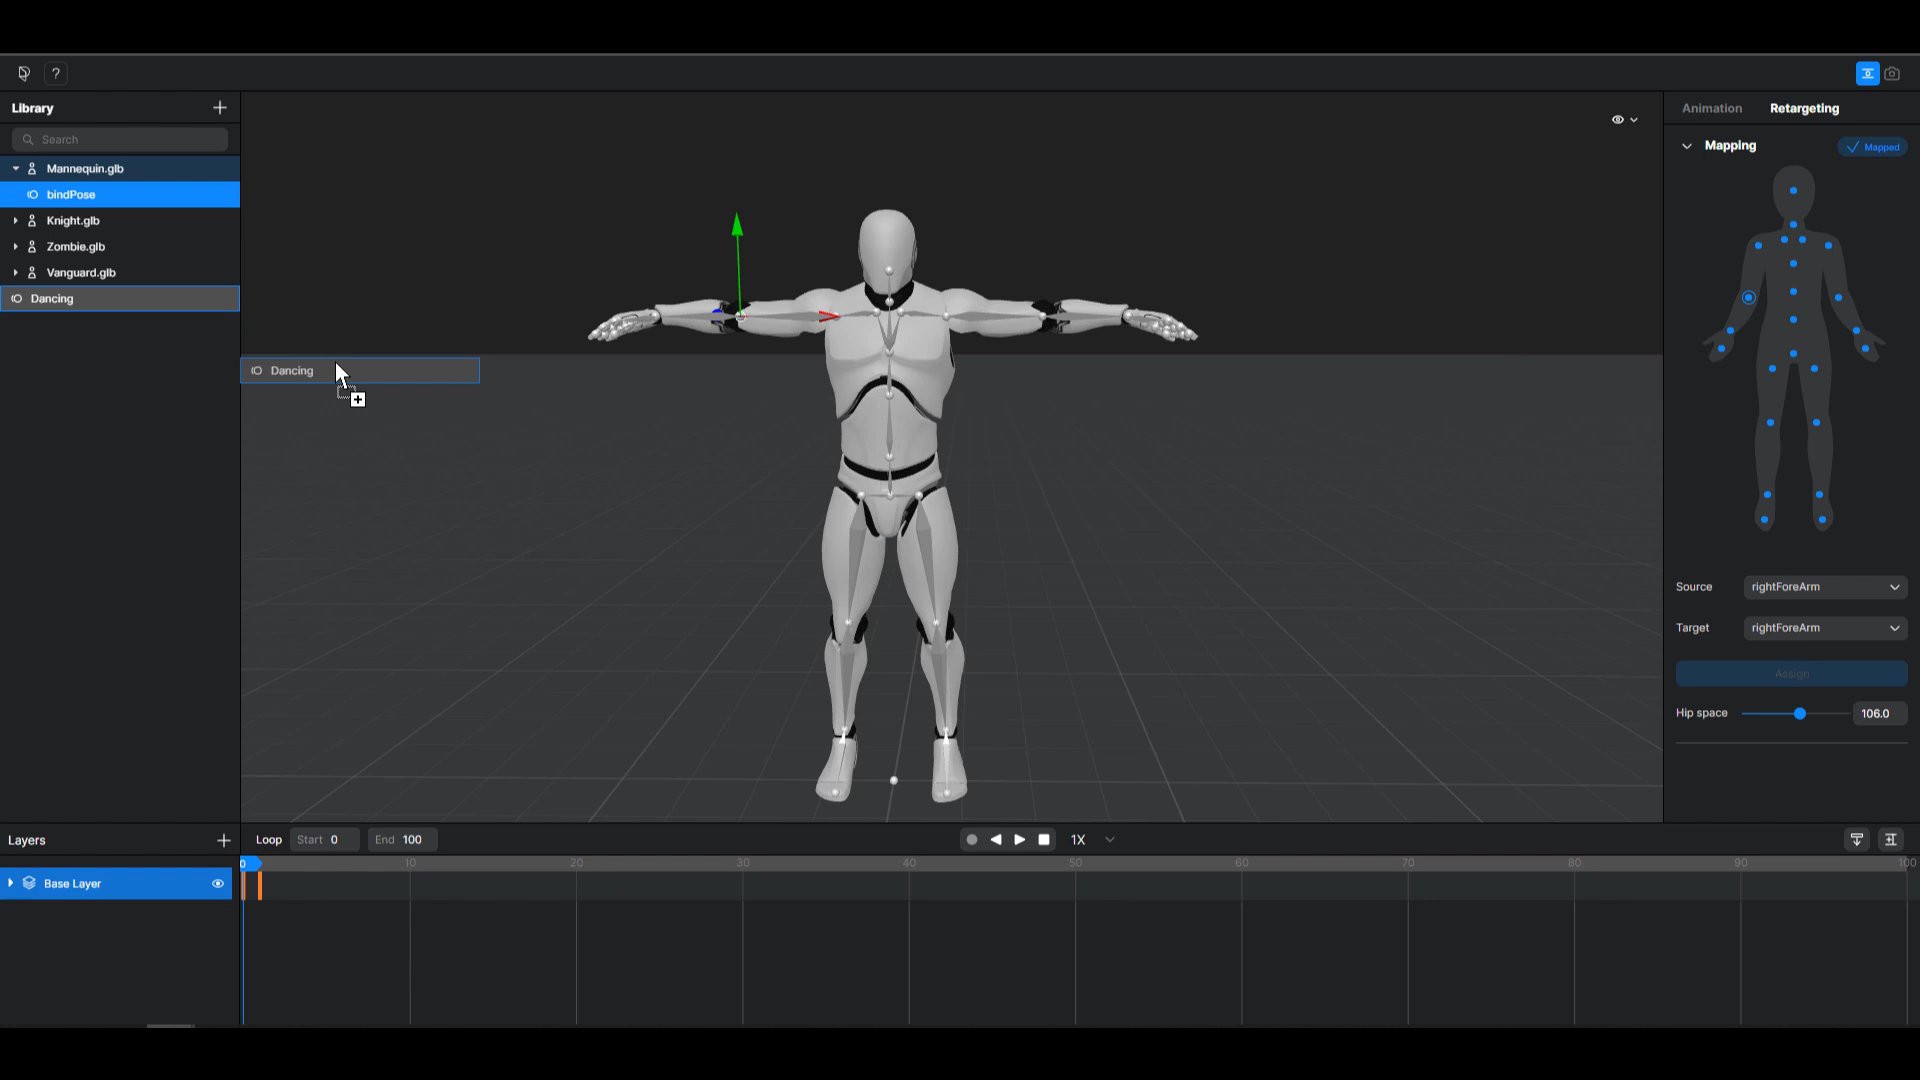 ?
Library
Animation
Retargeting
Search
Mapping
Mapped
Mannequin.glb
bindPose
Knight.glb
Zombie.glb
Vanguard.glb
Dancing
Dancing
Source
rightForeArm
Target
rightForeArm
Assign
Hip space
106.0
Layers
Loop
Start 0
End 100
1X
0 10 20 30 40 50 60 70 80 90 100
Base Layer